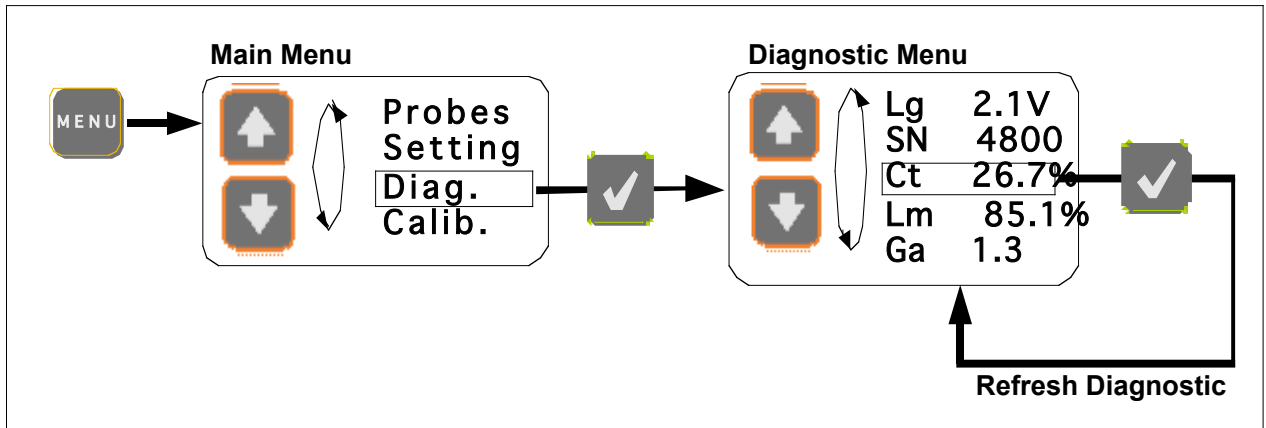 Main Menu
MENU
Probes
Setting
Diag.
Calib.
Diagnostic Menu
Lg 2.1V
SN 4800
Ct 26.7%
Lm 85.1%
Ga 1.3
Refresh Diagnostic